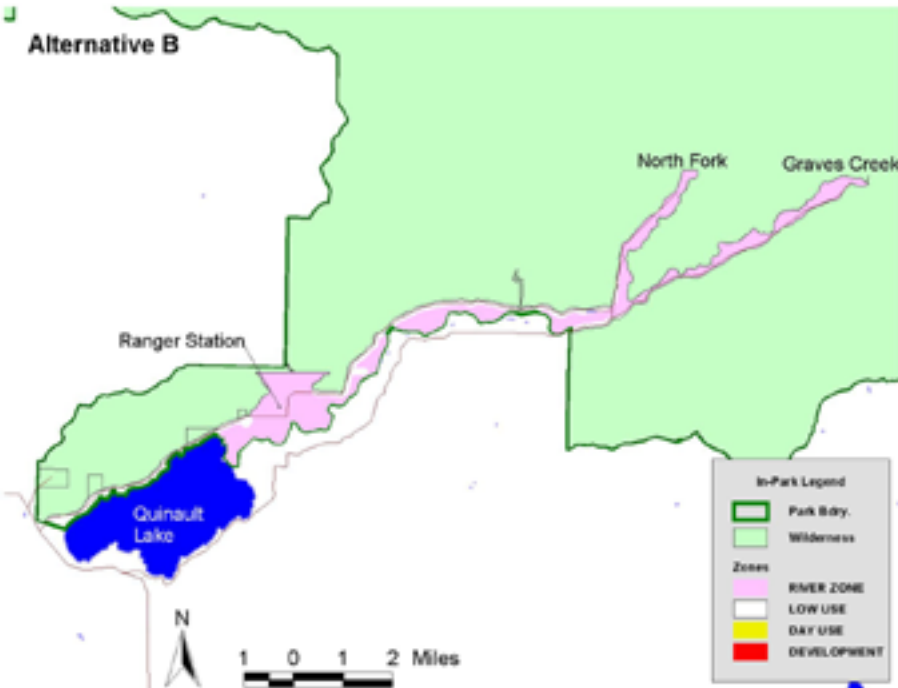 Alternative B
North Fork
Graves Creek
Ranger Station
Quinault
Lake
In-Park Legend
Park Bdry.
Wilderness
Zones
RIVER ZONE
LOW USE
DAY USE
DEVELOPMENT
N
1 0 1 2 Miles